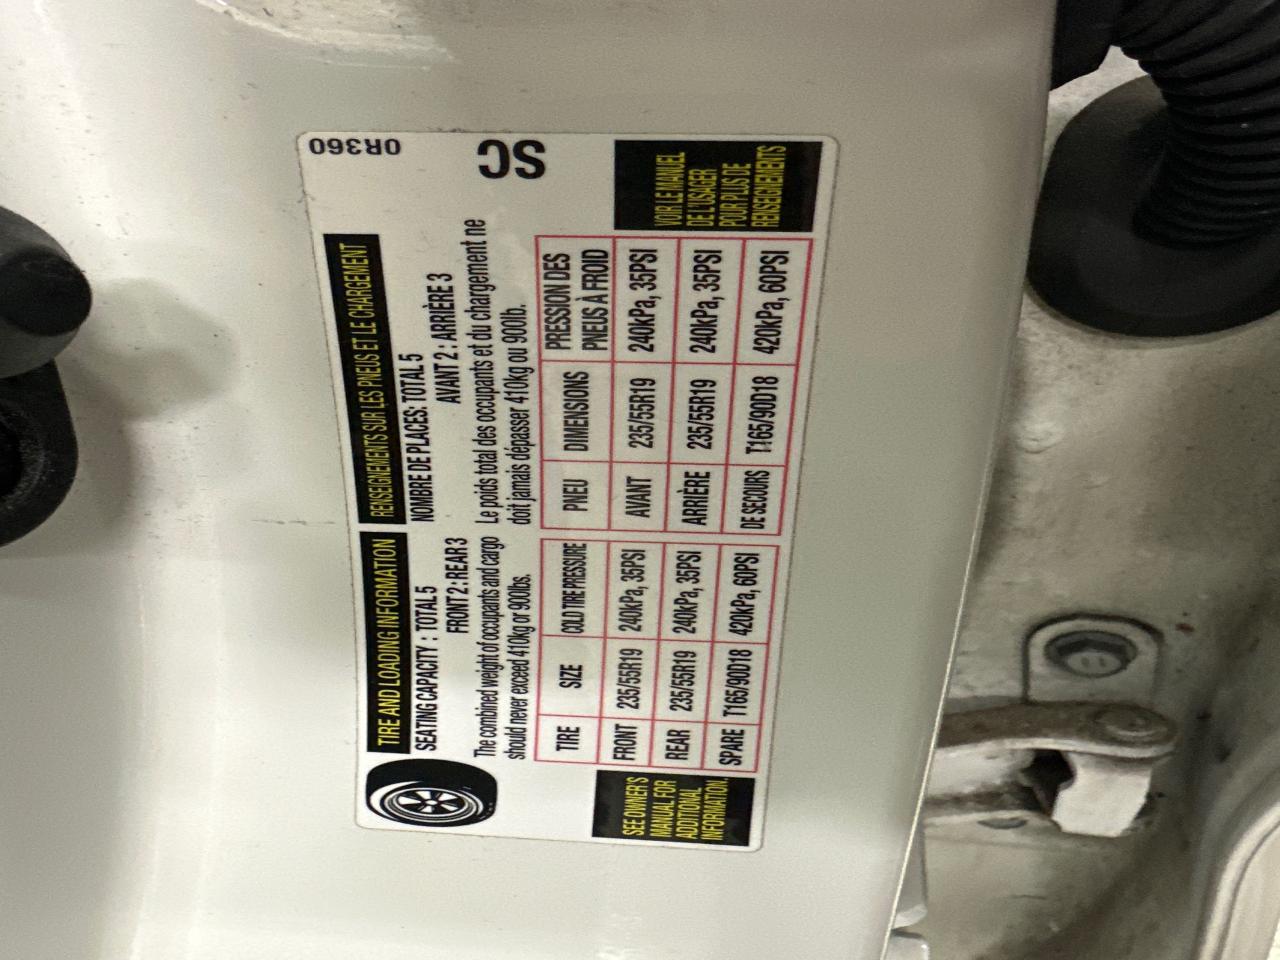 TIRE AND LOADING INFORMATION
SEATING CAPACITY : TOTAL 5
FRONT 2 : REAR 3
The combined weight of occupants and cargo
should never exceed 410kg or 900lbs.
TIRE SIZE COLD TIRE PRESSURE
FRONT 235/55R19 240kPa, 35PSI
REAR 235/55R19 240kPa, 35PSI
SPARE T165/90D18 420kPa, 60PSI
SEE OWNER'S
MANUAL FOR
ADDITIONAL
INFORMATION.
RENSEIGNEMENTS SUR LES PNEUS ET LE CHARGEMENT
NOMBRE DE PLACES: TOTAL 5
AVANT 2 : ARRIÈRE 3
Le poids total des occupants et du chargement ne
doit jamais dépasser 410kg ou 900lb.
PNEU DIMENSIONS PRESSION DES
PNEUS À FROID
AVANT 235/55R19 240kPa, 35PSI
ARRIÈRE 235/55R19 240kPa, 35PSI
DE SECOURS T165/90D18 420kPa, 60PSI
VOIR LE MANUEL
DE L'USAGER
POUR PLUS DE
RENSEIGNEMENTS
0R360
SC